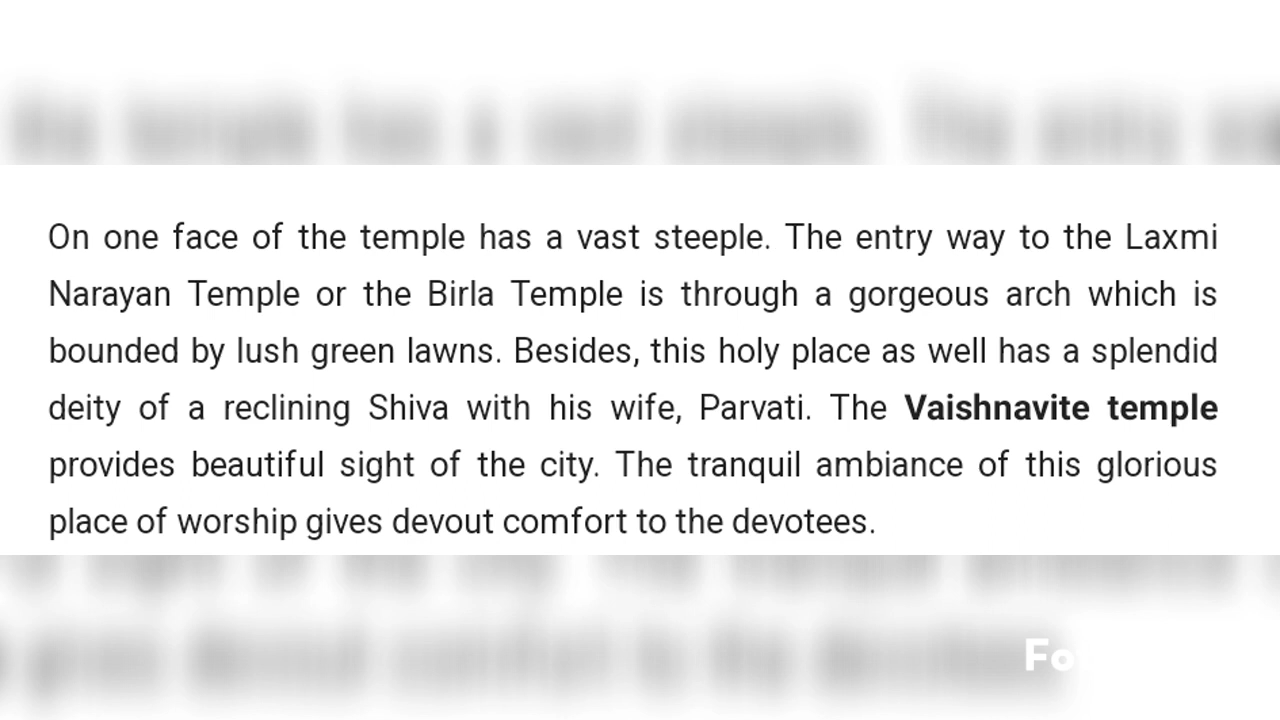 On one face of the temple has a vast steeple. The entry way to the Laxmi
Narayan Temple or the Birla Temple is through a gorgeous arch which is
bounded by lush green lawns. Besides, this holy place as well has a splendid
deity of a reclining Shiva with his wife, Parvati. The Vaishnavite temple
provides beautiful sight of the city. The tranquil ambiance of this glorious
place of worship gives devout comfort to the devotees.